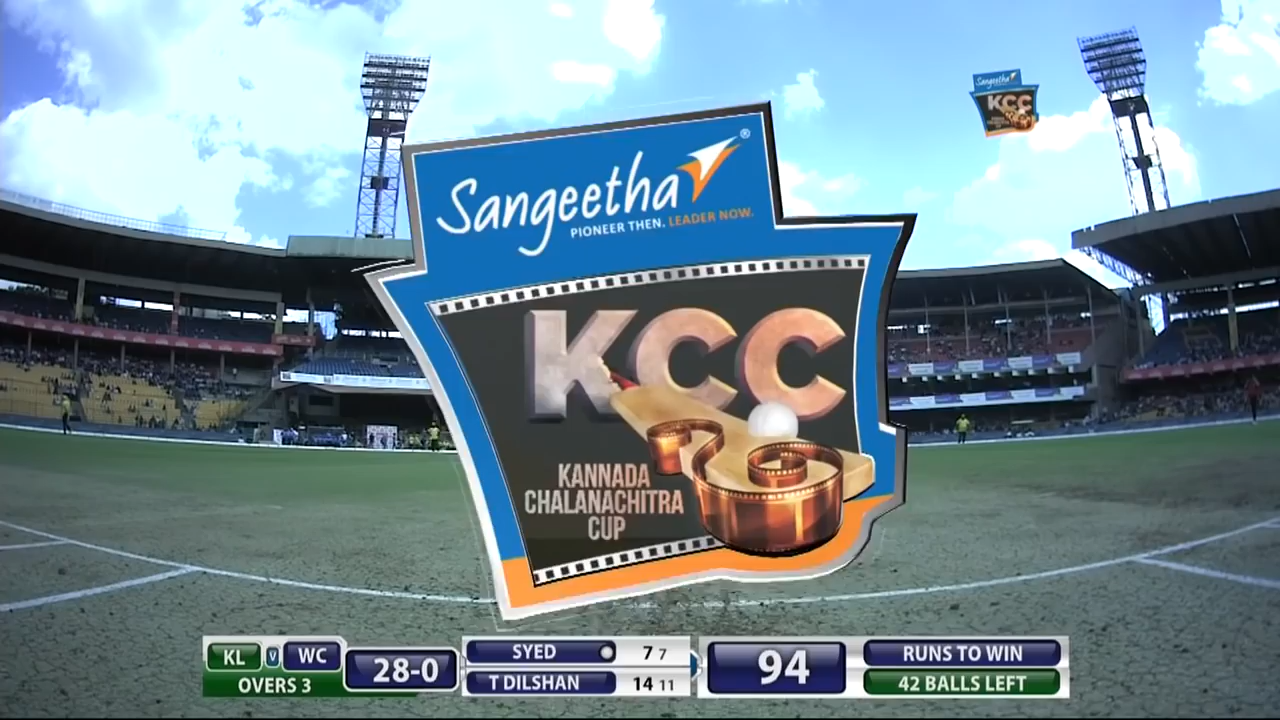 Sangeetha®
PIONEER THEN. LEADER NOW.
KCC
KANNADA
CHALANACHITRA
CUP
Sangeetha
KCC
KL V WC
OVERS 3
28-0
SYED 7 7
T DILSHAN 14 11
94
RUNS TO WIN
42 BALLS LEFT